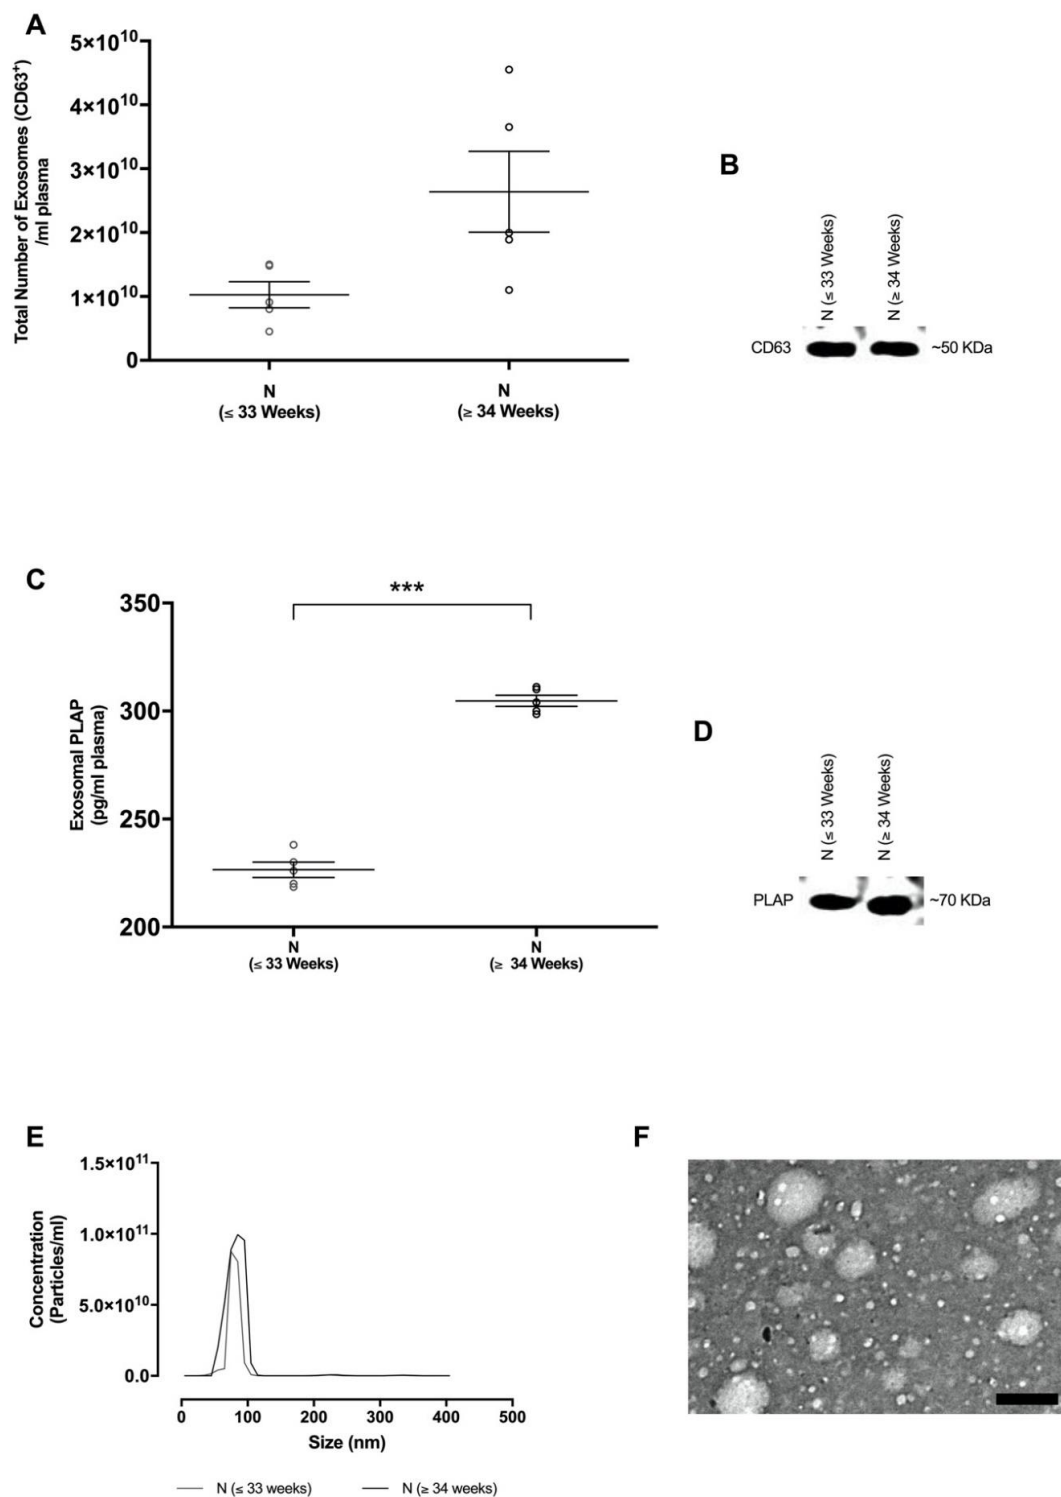 A
Total Number of Exosomes (CD63⁺)
/ml plasma
5×10¹⁰
4×10¹⁰
3×10¹⁰
2×10¹⁰
1×10¹⁰
0
N
(≤ 33 Weeks)
N
(≥ 34 Weeks)
B
N (≤ 33 Weeks)
N (≥ 34 Weeks)
CD63
~50 KDa
C
***
Exosomal PLAP
(pg/ml plasma)
350
300
250
200
N
(≤ 33 Weeks)
N
(≥ 34 Weeks)
D
N (≤ 33 Weeks)
N (≥ 34 Weeks)
PLAP
~70 KDa
E
Concentration
(Particles/ml)
1.5×10¹¹
1.0×10¹¹
5.0×10¹⁰
0.0
0 100 200 300 400 500
Size (nm)
N (≤ 33 weeks) N (≥ 34 weeks)
F